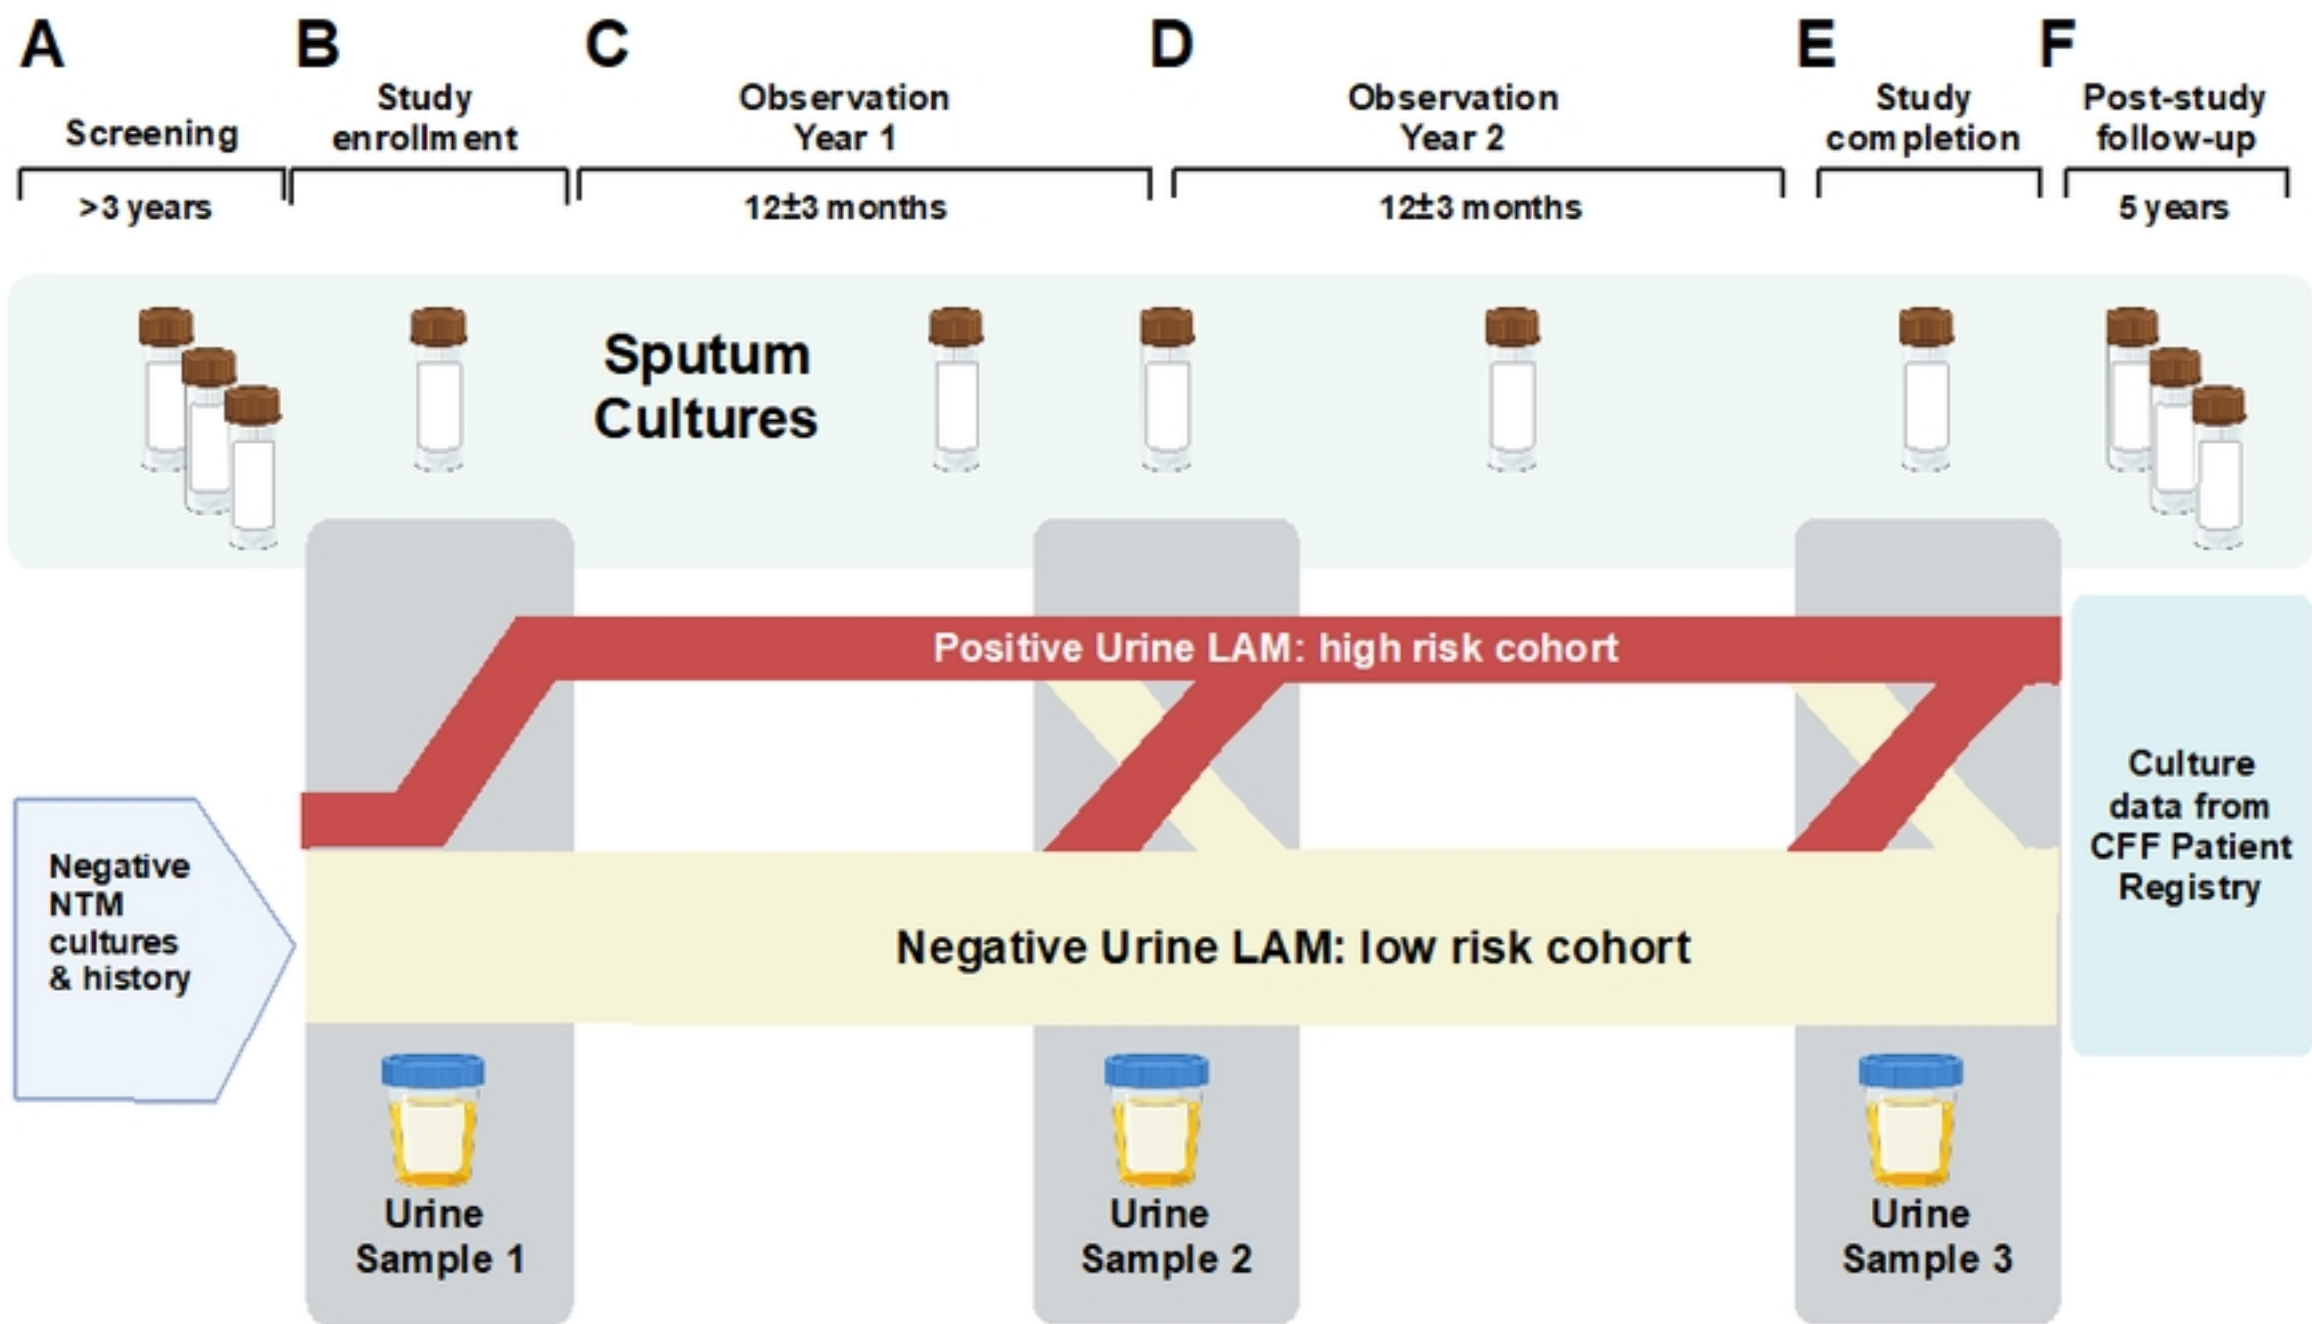 A
B
C
D
E
F
Screening
Study
enrollment
Observation
Year 1
Observation
Year 2
Study
completion
Post-study
follow-up
>3 years
12±3 months
12±3 months
5 years
Sputum
Cultures
Positive Urine LAM: high risk cohort
Negative
NTM
cultures
& history
Negative Urine LAM: low risk cohort
Culture
data from
CFF Patient
Registry
Urine
Sample 1
Urine
Sample 2
Urine
Sample 3